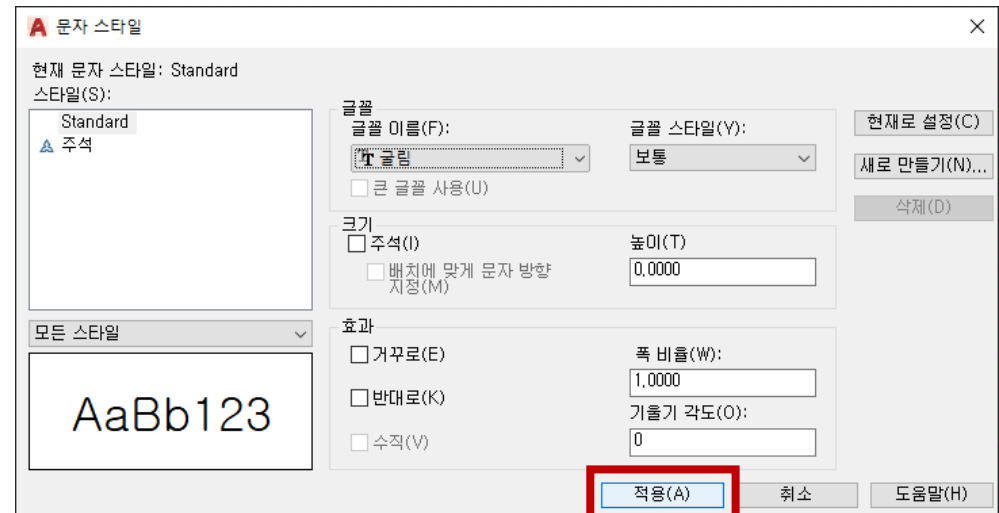 문자 스타일
현재 문자 스타일: Standard
스타일(S):
Standard
주석
모든 스타일
AaBb123
글꼴
글꼴 이름(F):
굴림
큰 글꼴 사용(U)
글꼴 스타일(Y):
보통
크기
주석(I)
배치에 맞게 문자 방향
지정(M)
높이(T)
0,0000
효과
거꾸로(E)
반대로(K)
수직(V)
폭 비율(W):
1,0000
기울기 각도(O):
0
현재로 설정(C)
새로 만들기(N)...
삭제(D)
적용(A)
취소
도움말(H)